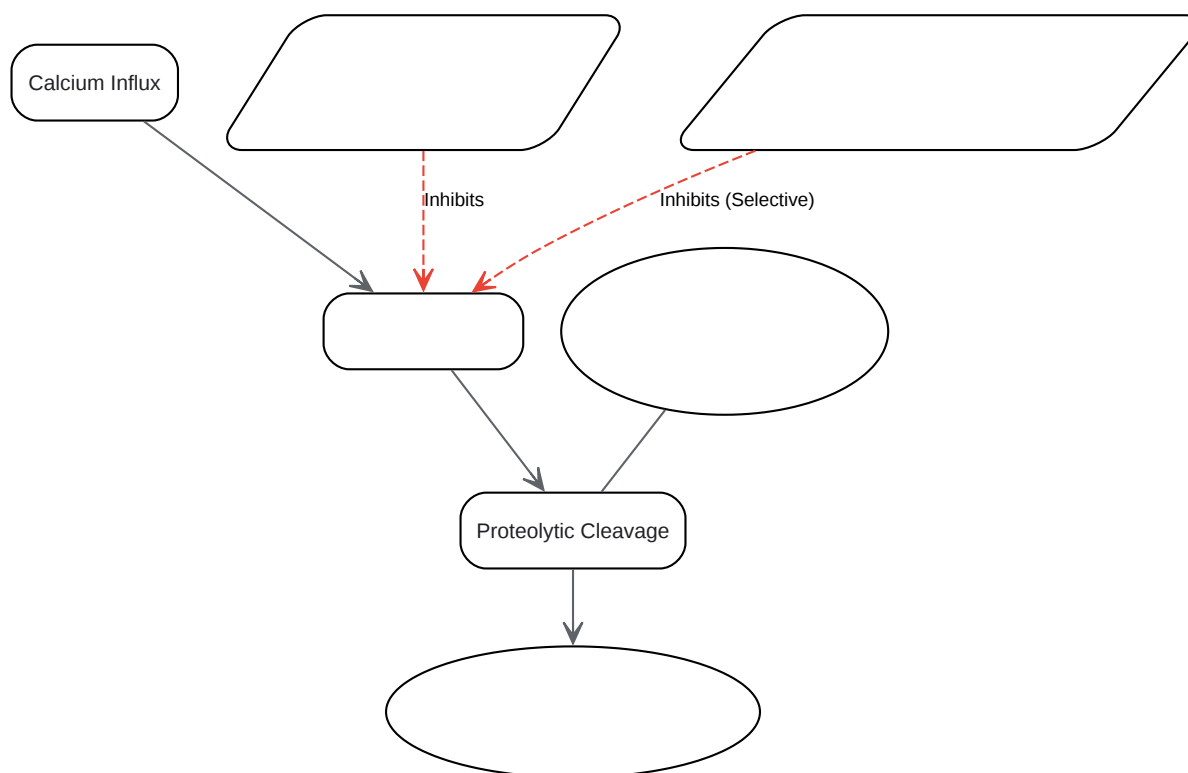 Calcium Influx
Inhibits
Inhibits (Selective)
Proteolytic Cleavage